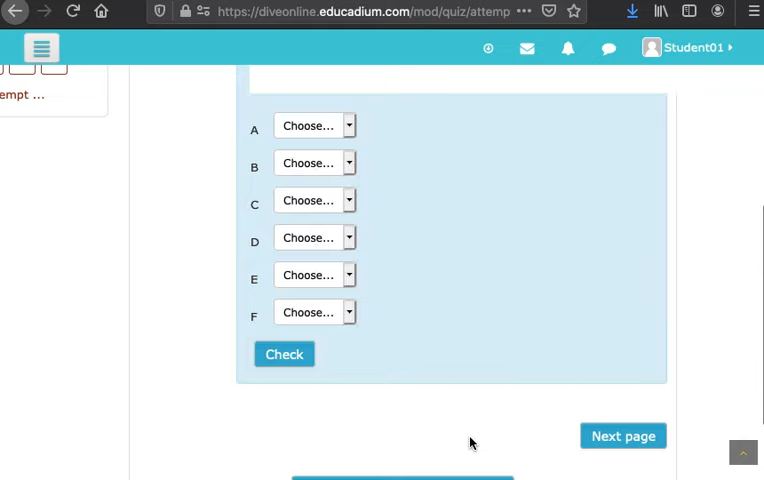 https://diveonline.educadium.com/mod/quiz/attemp
Student01
empt ...
A Choose...
B Choose...
C Choose...
D Choose...
E Choose...
F Choose...
Check
Next page